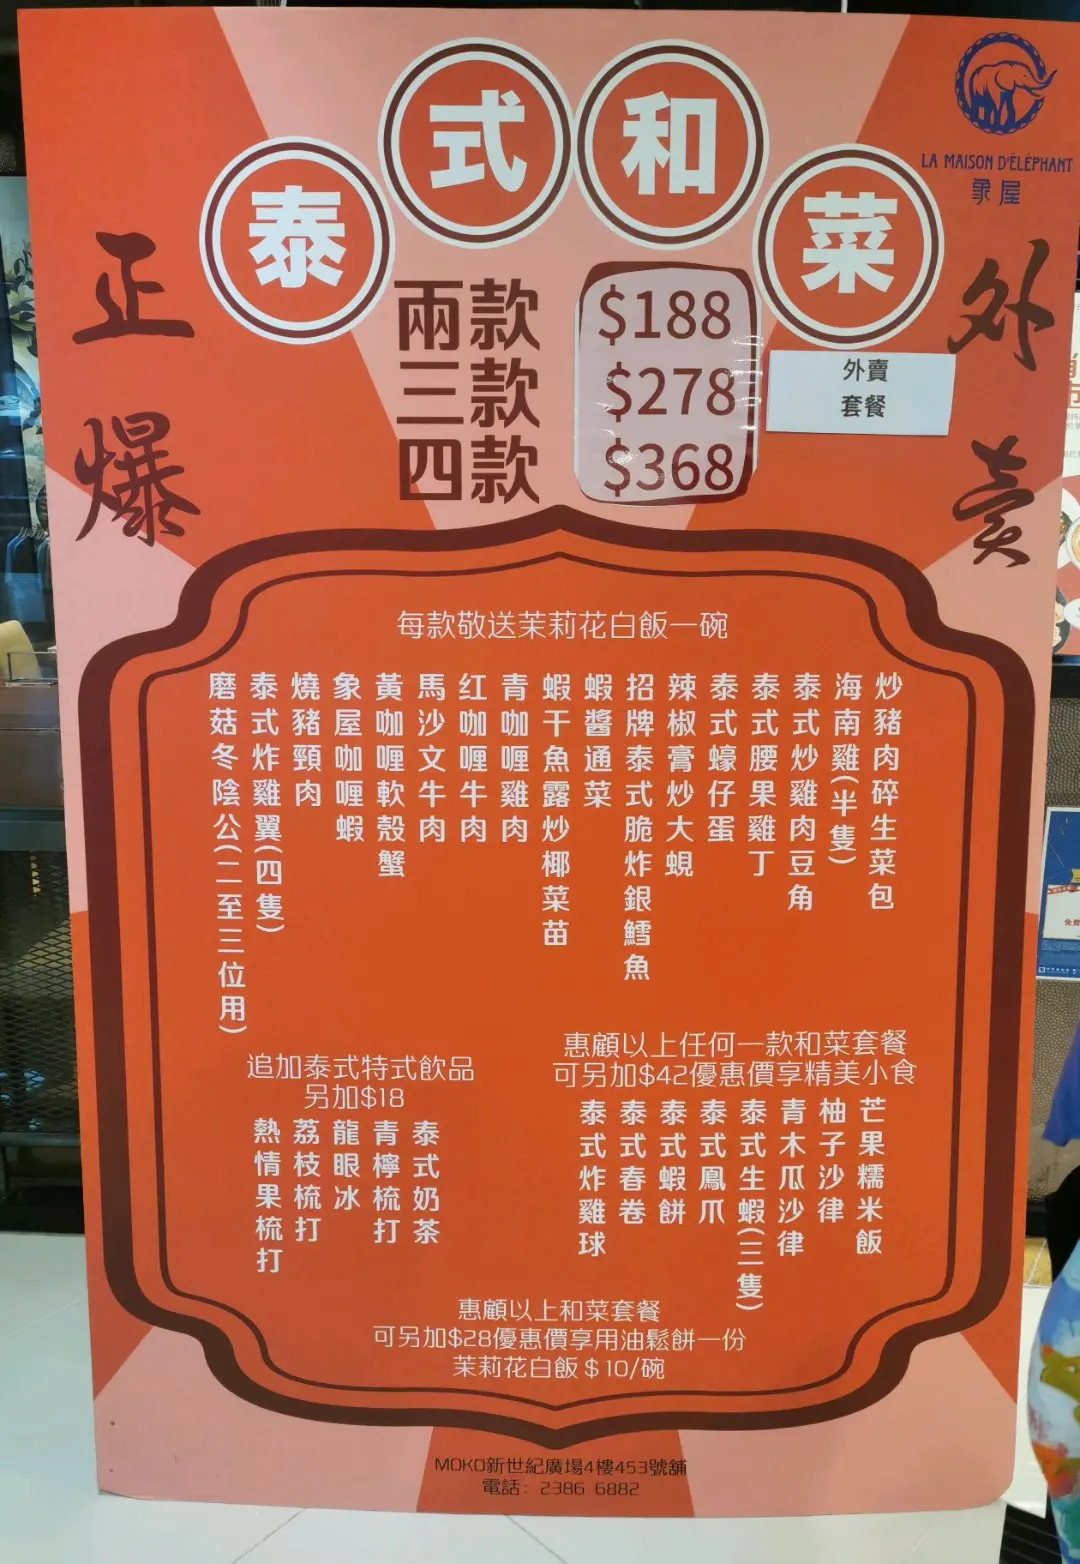 泰式和菜
LA MAISON D'ÉLÉPHANT
象屋
正爆
外賣
兩款 $188
三款 $278
四款 $368
外賣
套餐
每款敬送茉莉花白飯一碗
炒豬肉碎生菜包
海南雞(半隻)
泰式炒雞肉豆角
泰式腰果雞丁
泰式蠔仔蛋
辣椒膏炒大蜆
招牌泰式脆炸銀鱈魚
蝦醬通菜
蝦干魚露炒椰菜苗
青咖喱雞肉
红咖喱牛肉
馬沙文牛肉
黃咖喱軟殼蟹
象屋咖喱蝦
燒豬頸肉
泰式炸雞翼(四隻)
磨菇冬陰公(二至三位用)
惠顧以上任何一款和菜套餐
可另加$42優惠價享精美小食
芒果糯米飯
柚子沙律
青木瓜沙律
泰式生蝦(三隻)
泰式鳳爪
泰式蝦餅
泰式春卷
泰式炸雞球
追加泰式特式飲品
另加$18
泰式奶茶
青檸梳打
龍眼冰
荔枝梳打
熱情果梳打
惠顧以上和菜套餐
可另加$28優惠價享用油鬆餅一份
茉莉花白飯$10/碗
MOKO新世紀廣場4樓453號舖
電話: 2386 6882